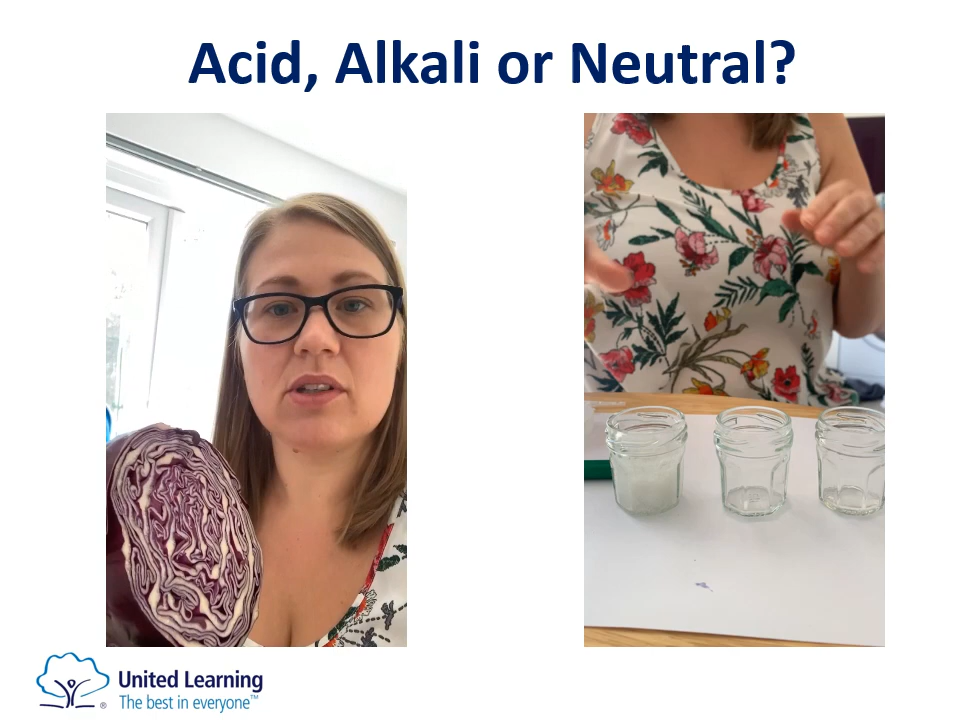 Acid, Alkali or Neutral?
United Learning
The best in everyone™
®